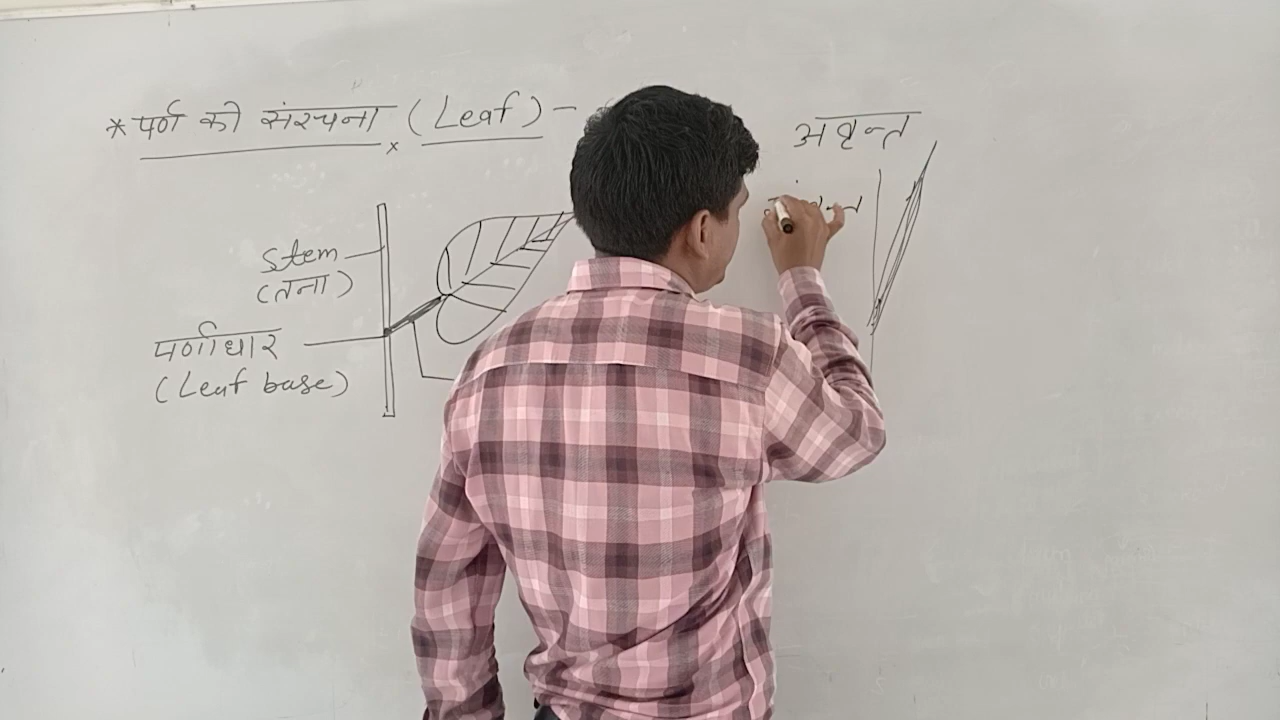 * पर्ण की संरचना (Leaf) -
stem
(तना)
पर्णाधार
(Leaf base)
अवृन्त